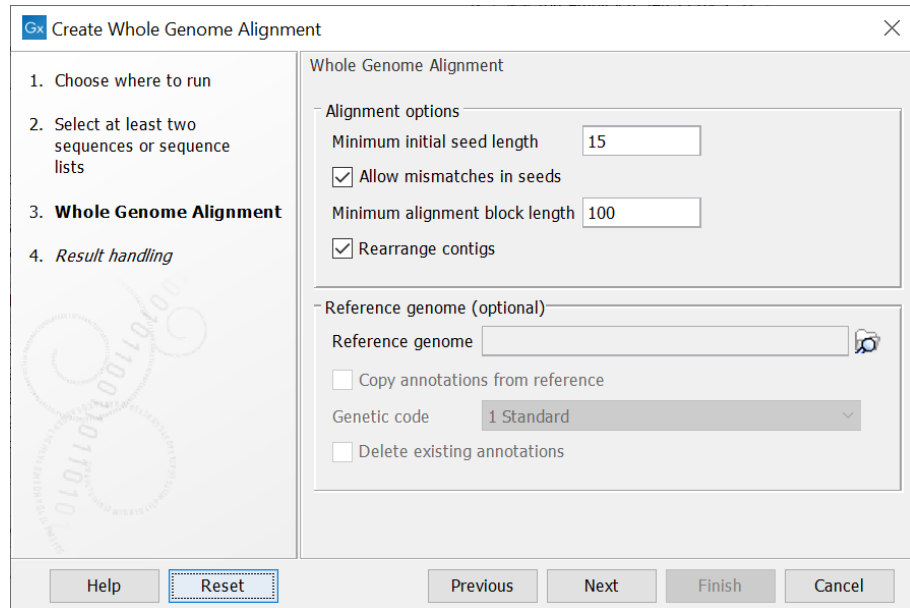 Gx Create Whole Genome Alignment
1. Choose where to run
2. Select at least two
sequences or sequence
lists
3. Whole Genome Alignment
4. Result handling
Whole Genome Alignment
Alignment options
Minimum initial seed length 15
Allow mismatches in seeds
Minimum alignment block length 100
Rearrange contigs
Reference genome (optional)
Reference genome
Copy annotations from reference
Genetic code 1 Standard
Delete existing annotations
Help Reset Previous Next Finish Cancel